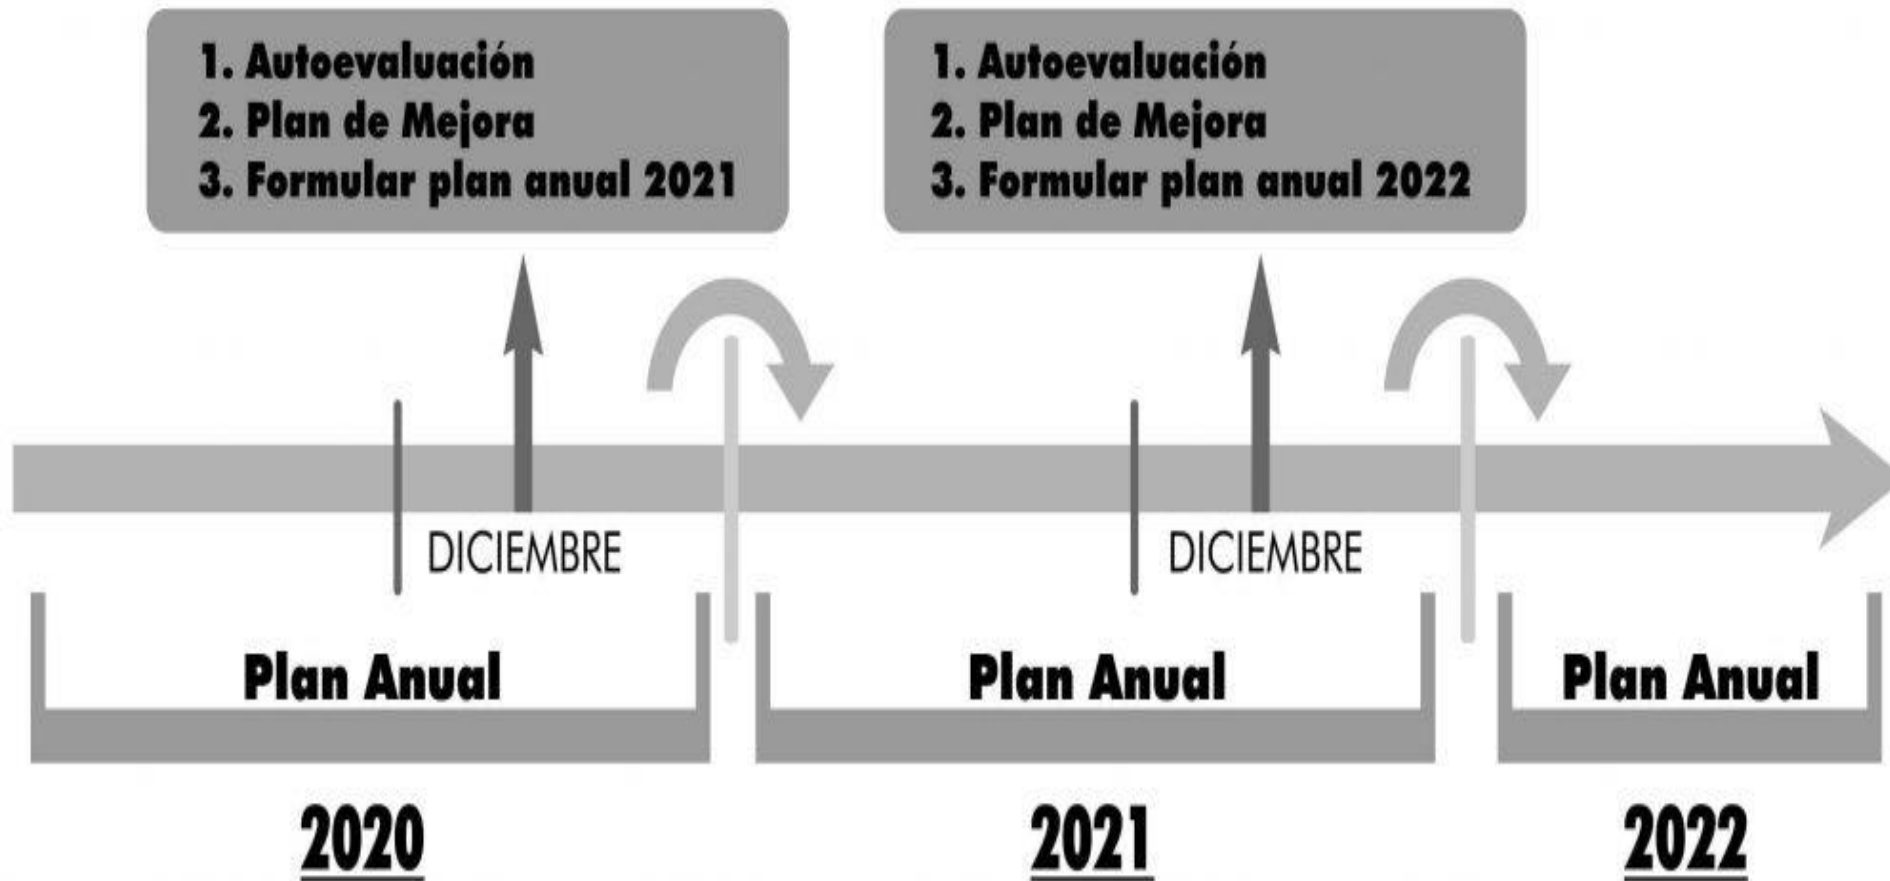 1. Autoevaluación
2. Plan de Mejora
3. Formular plan anual 2021
1. Autoevaluación
2. Plan de Mejora
3. Formular plan anual 2022
DICIEMBRE
DICIEMBRE
Plan Anual
Plan Anual
Plan Anual
2020
2021
2022